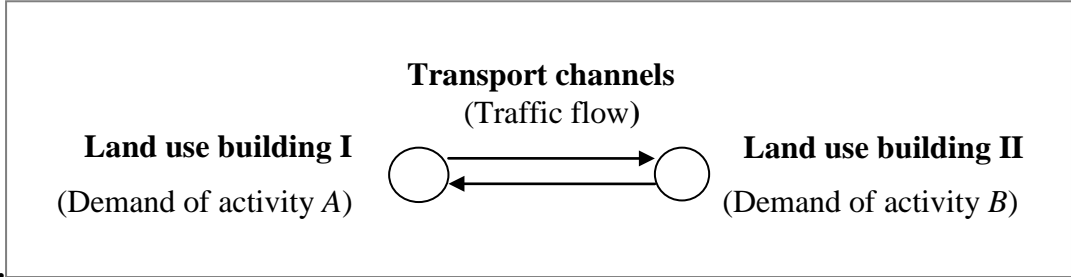 Transport channels
(Traffic flow)
Land use building I
Land use building II
(Demand of activity A)
(Demand of activity B)